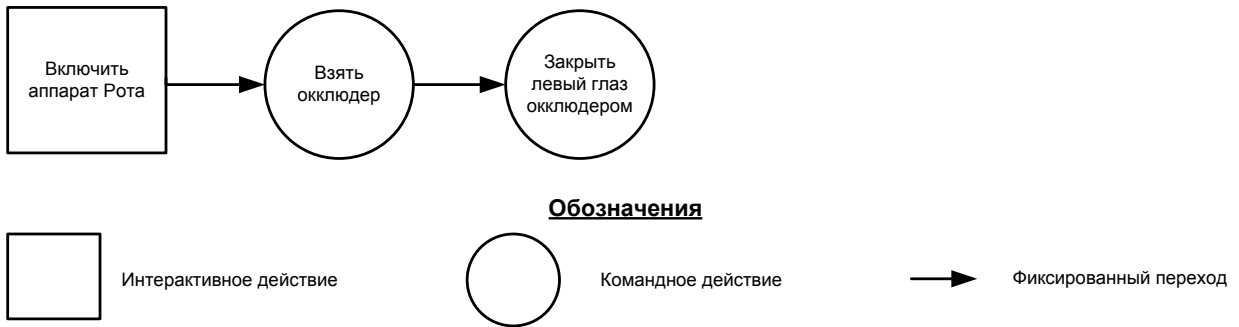 Включить
аппарат Рота
Взять
окклюдер
Закрыть
левый глаз
окклюдером
Обозначения
Интерактивное действие
Командное действие
Фиксированный переход